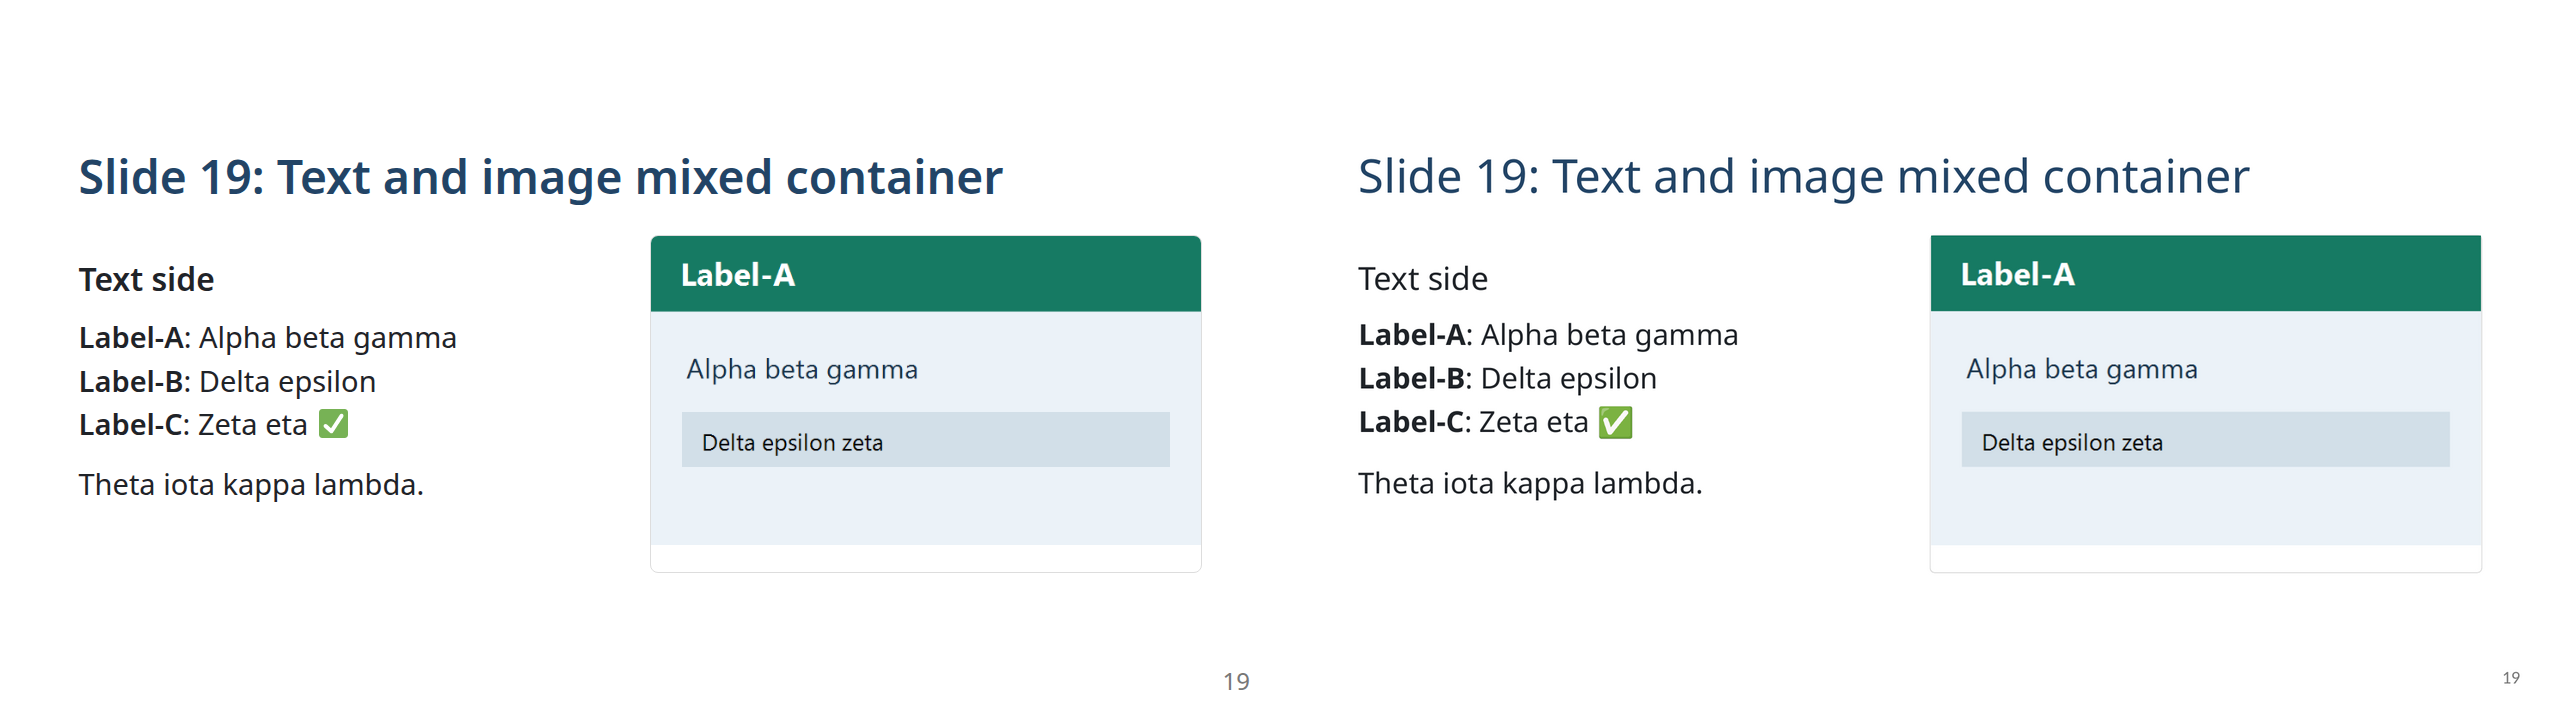 Slide 19: Text and image mixed container
Text side
Label-A: Alpha beta gamma
Label-B: Delta epsilon
Label-C: Zeta eta ✅
Theta iota kappa lambda.
Label-A
Alpha beta gamma
Delta epsilon zeta
19
Slide 19: Text and image mixed container
Text side
Label-A: Alpha beta gamma
Label-B: Delta epsilon
Label-C: Zeta eta ✅
Theta iota kappa lambda.
Label-A
Alpha beta gamma
Delta epsilon zeta
19